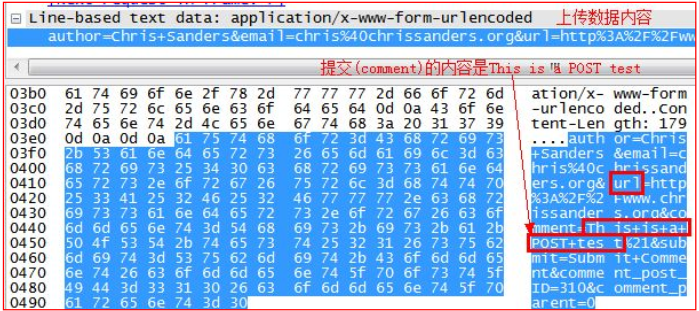 Line-based text data: application/x-www-form-urlencoded 上传数据内容
author=Chris+Sanders&email=chris%40chrissanders.org&url=http%3A%2F%2Fww
提交(comment)的内容是This is a POST test
03b0 61 74 69 6f 6e 2f 78 2d 77 77 77 2d 66 6f 72 6d ation/x- www-form
03c0 2d 75 72 6c 65 6e 63 6f 64 65 64 0d 0a 43 6f 6e -urlenco ded..Con
03d0 74 65 6e 74 2d 4c 65 6e 67 74 68 3a 20 31 37 39 tent-Len gth: 179
03e0 0d 0a 0d 0a 61 75 74 68 6f 72 3d 43 68 72 69 73 ....auth or=Chris
03f0 2b 53 61 6e 64 65 72 73 26 65 6d 61 69 6c 3d 63 +Sanders &email=c
0400 68 72 69 73 25 34 30 63 68 72 69 73 73 61 6e 64 hris%40c hrissand
0410 65 72 73 2e 6f 72 67 26 75 72 6c 3d 68 74 74 70 ers.org& url=http
0420 25 33 41 25 32 46 25 32 46 77 77 77 2e 63 68 72 %3A%2F%2 Fwww.chr
0430 69 73 73 61 6e 64 65 72 73 2e 6f 72 67 26 63 6f issander s.org&co
0440 6d 6d 65 6e 74 3d 54 68 69 73 2b 69 73 2b 61 2b mment=Th is+is+a+
0450 50 4f 53 54 2b 74 65 73 74 25 32 31 26 73 75 62 POST+tes t%21&sub
0460 6d 69 74 3d 53 75 62 6d 69 74 2b 43 6f 6d 6d 65 mit=Subm it+Comme
0470 6e 74 26 63 6f 6d 6d 65 6e 74 5f 70 6f 73 74 5f nt&comme nt_post_
0480 49 44 3d 33 31 30 26 63 6f 6d 6d 65 6e 74 5f 70 ID=310&c omment_p
0490 61 72 65 6e 74 3d 30 arent=0